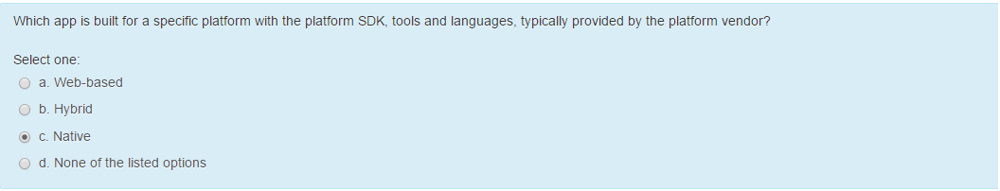 Which app is built for a specific platform with the platform SDK, tools and languages, typically provided by the platform vendor?
Select one:
a. Web-based
b. Hybrid
c. Native
d. None of the listed options